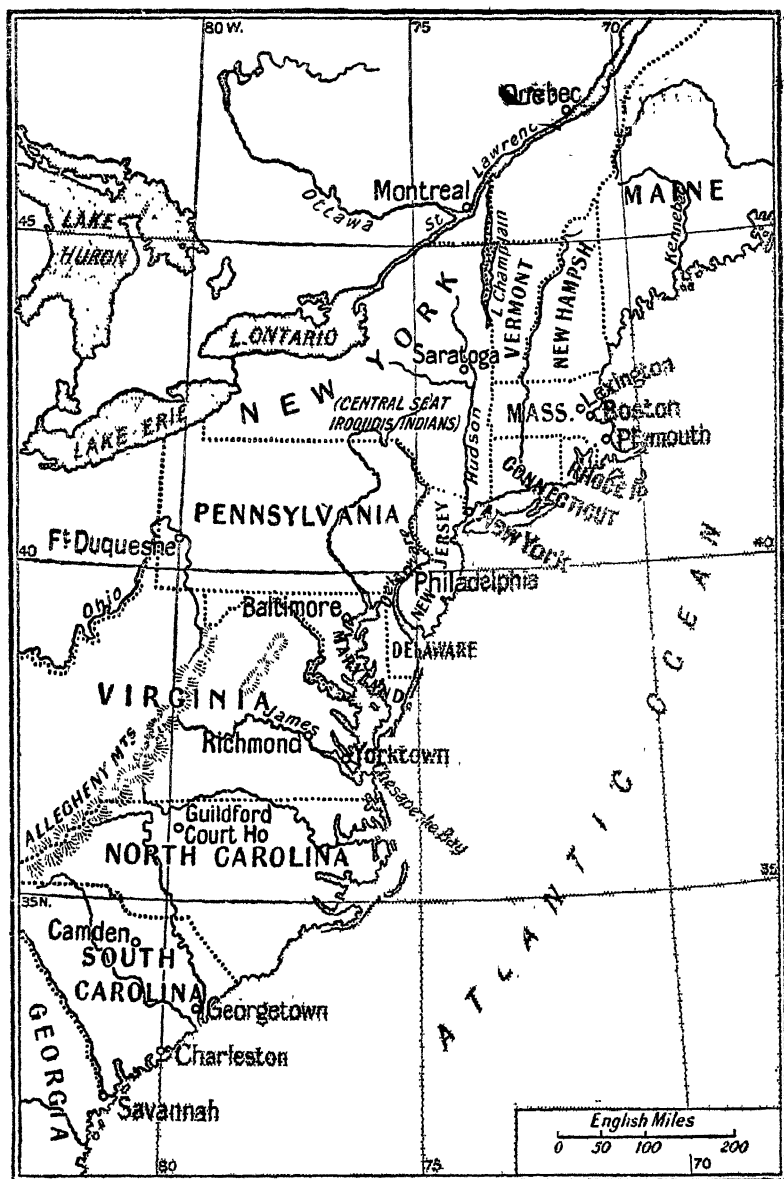 80 W.
75
70
Quebec
St. Lawrenc
Montreal
Ottawa
MAINE
Kennebec
45
LAKE
HURON
L. Champlain
VERMONT
NEW HAMPSH
L. ONTARIO
NEW YORK
Saratoga
(CENTRAL SEAT
IROQUOIS INDIANS)
LAKE ERIE
Hudson
MASS.
Lexington
Boston
Plymouth
CONNECTICUT
RHODE I.
New York
PENNSYLVANIA
Ft Duquesne
NEW JERSEY
40
40
Delaware
Philadelphia
Ohio
Baltimore
MARYLAND
DELAWARE
VIRGINIA
James
Richmond
Yorktown
Chesapeake Bay
ALLEGHENY MTS
Guildford
Court Ho
NORTH CAROLINA
35 N.
35
Camden
SOUTH
CAROLINA
Georgetown
GEORGIA
Charleston
Savannah
ATLANTIC OCEAN
English Miles
0 50 100 200
80
75
70